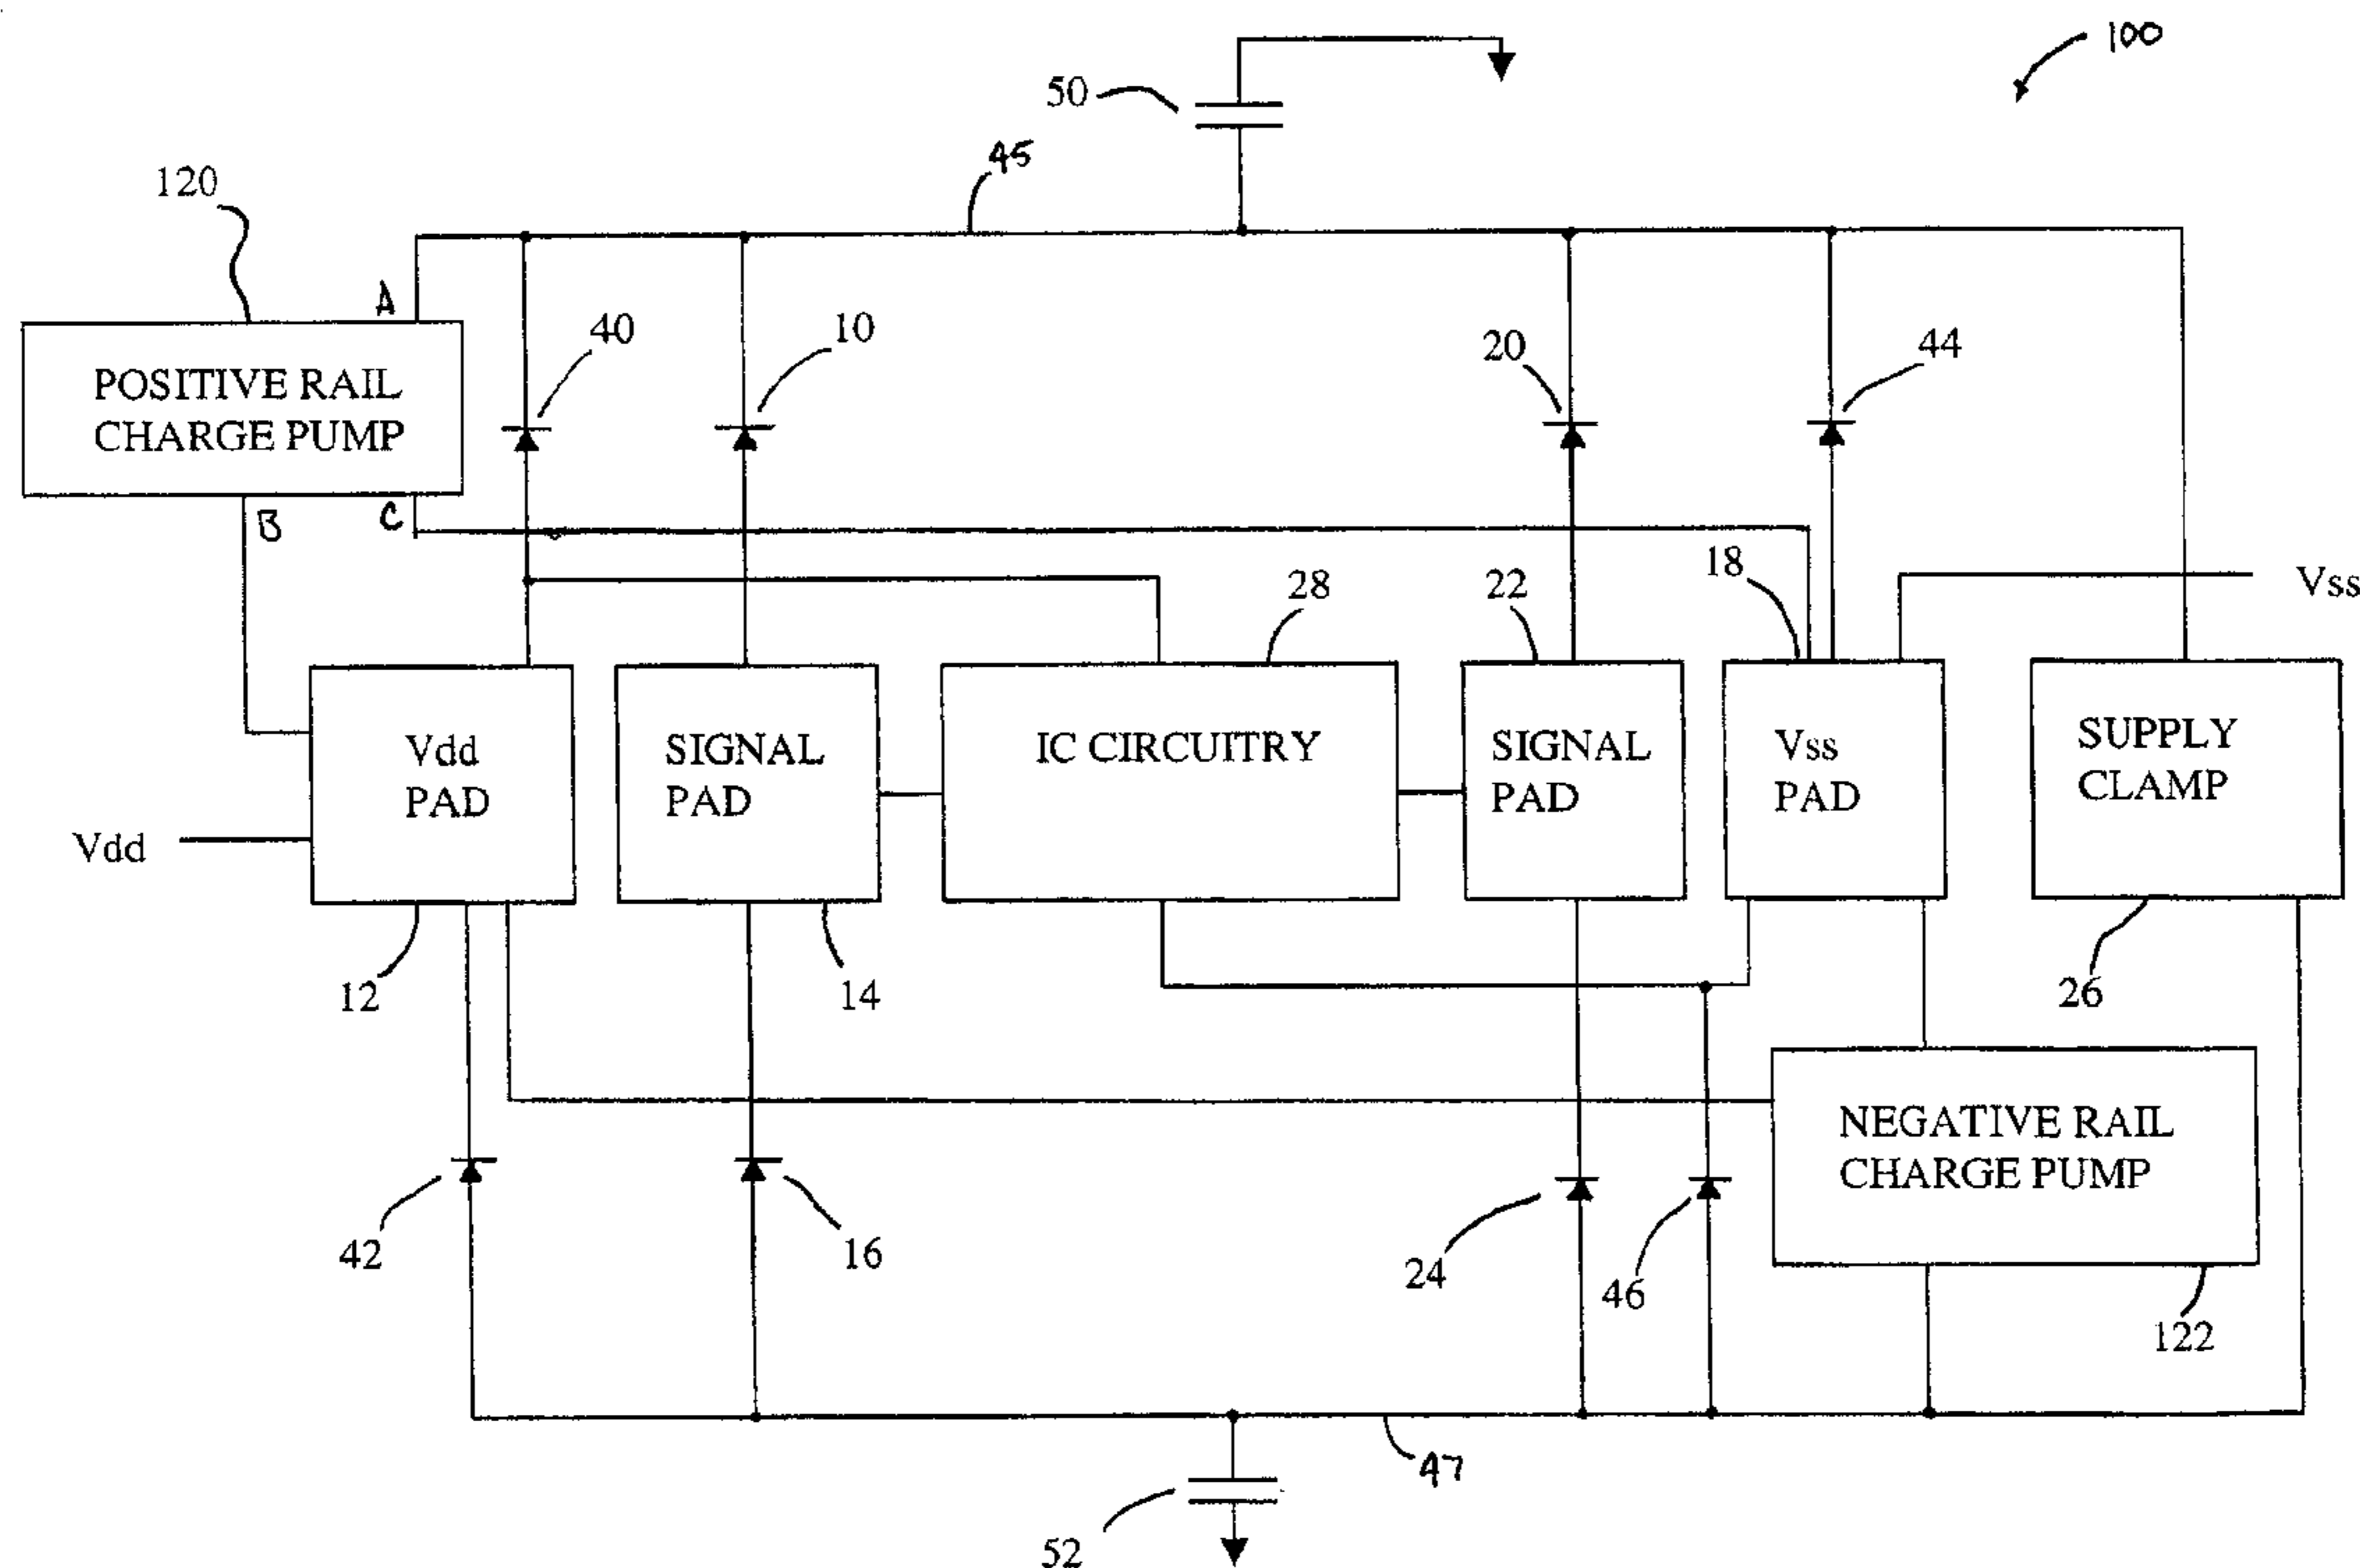 100
50
45
120
A
40
10
20
44
POSITIVE RAIL
CHARGE PUMP
B
C
28
22
18
Vss
Vdd
PAD
SIGNAL
PAD
IC CIRCUITRY
SIGNAL
PAD
Vss
PAD
SUPPLY
CLAMP
Vdd
12
14
26
NEGATIVE RAIL
CHARGE PUMP
42
16
24
46
122
47
52